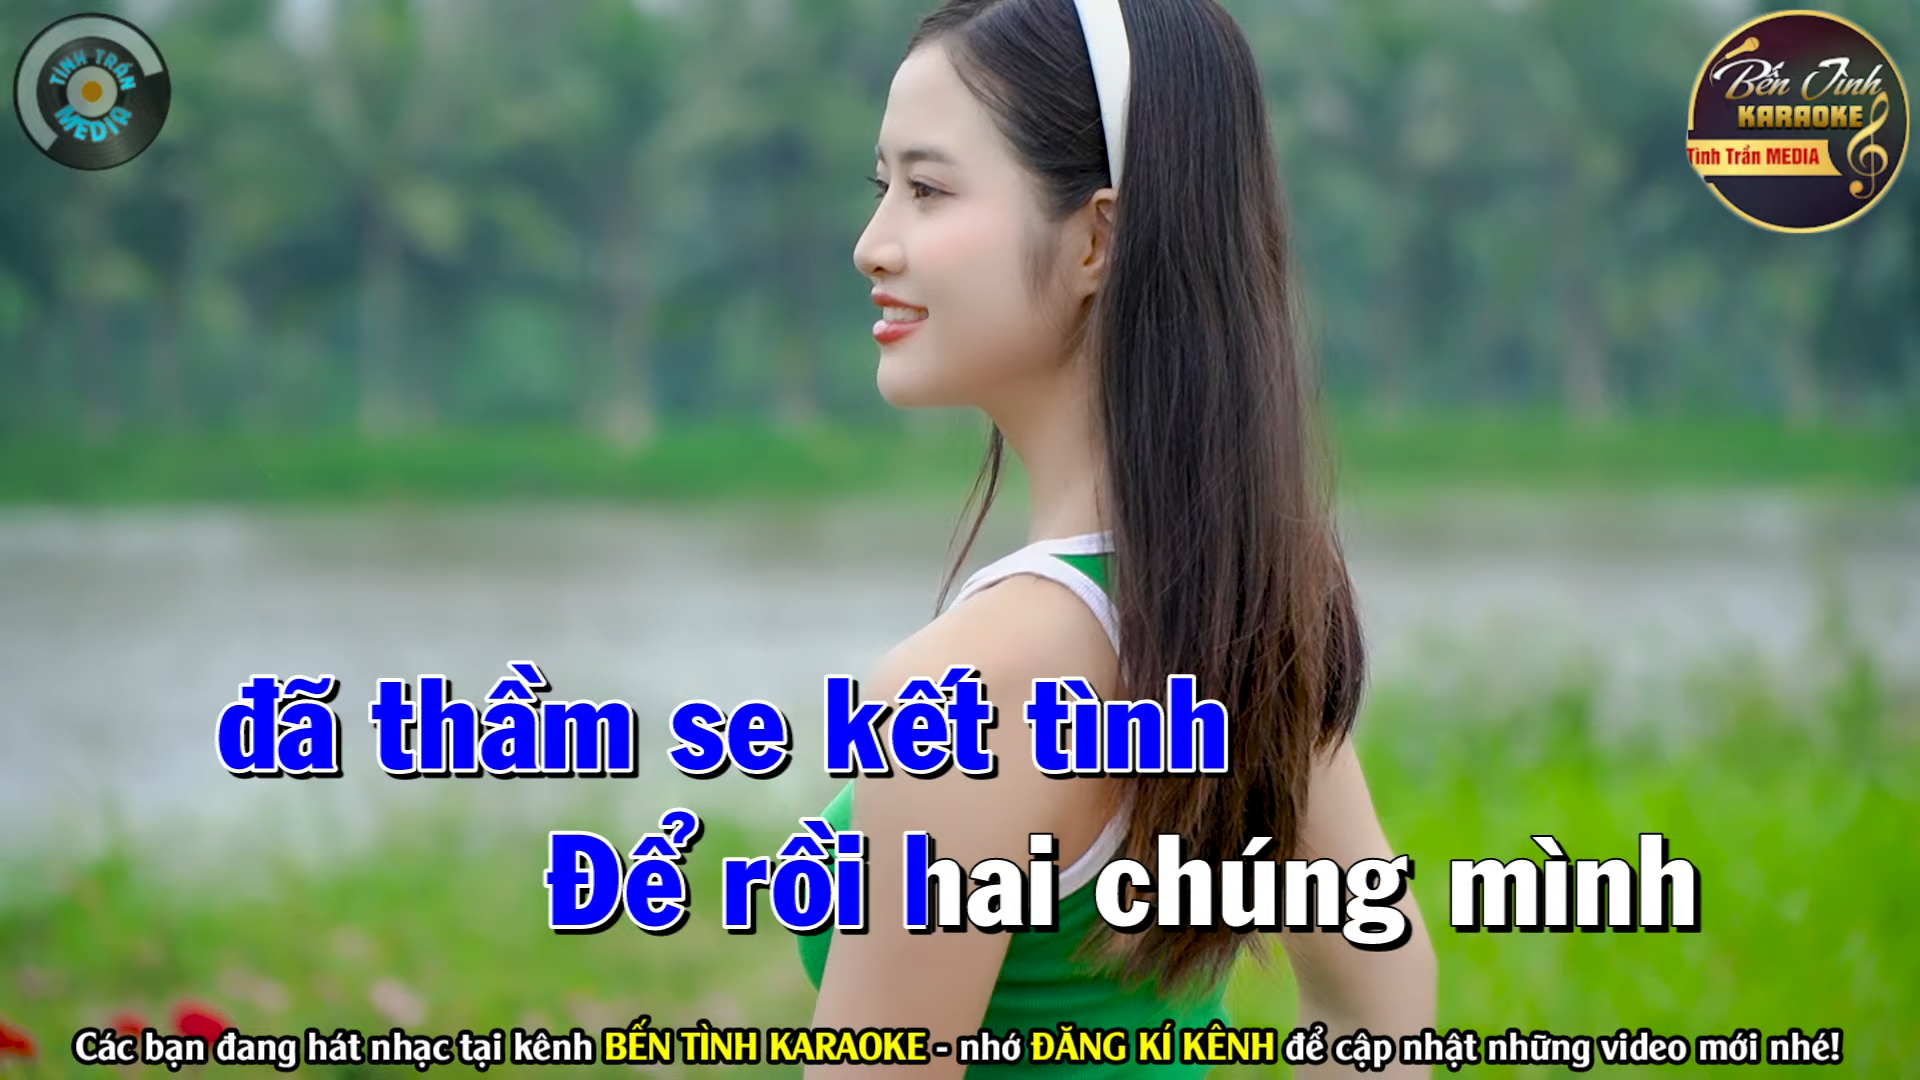 TÌNH TRẦN
MEDIA
Bến Tình
KARAOKE
Tình Trần MEDIA
đã thầm se kết tình
Để rồi hai chúng mình
Các bạn đang hát nhạc tại kênh BẾN TÌNH KARAOKE - nhớ ĐĂNG KÍ KÊNH để cập nhật những video mới nhé!